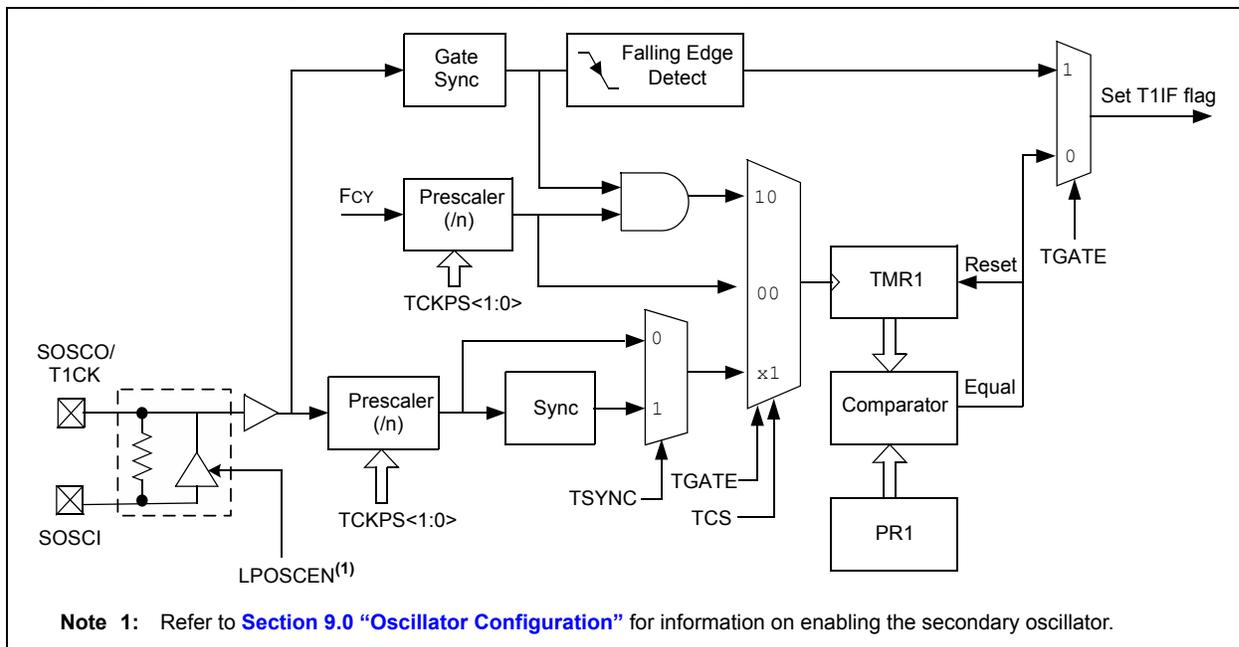 Gate
Sync
Falling Edge
Detect
1
Set T1IF flag
0
TGATE
FCY
Prescaler
(/n)
TCKPS<1:0>
10
00
x1
TMR1
Reset
SOSCO/
T1CK
SOSCI
Prescaler
(/n)
TCKPS<1:0>
Sync
0
1
TSYNC
TGATE
TCS
Comparator
Equal
PR1
LPOSCEN(1)
Note 1: Refer to Section 9.0 “Oscillator Configuration” for information on enabling the secondary oscillator.